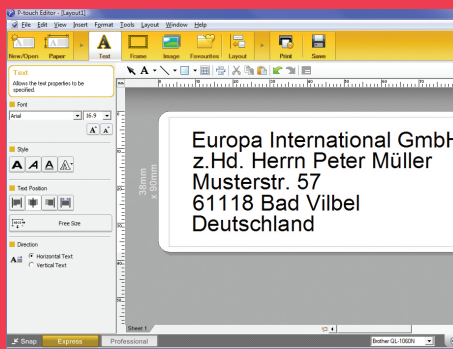 P-touch Editor - [Layout1]
File Edit View Insert Format Tools Layout Window Help
New/Open Paper Text Frame Image Favourites Layout Print Save
Text
Allows the text properties to be
specified.
Font
Arial 16.9
Style
Text Position
Free Size
Direction
Horizontal Text
Vertical Text
38mm
x 90mm
Europa International GmbH
z.Hd. Herrn Peter Müller
Musterstr. 57
61118 Bad Vilbel
Deutschland
Sheet 1
Snap Express Professional
Brother QL-1060N